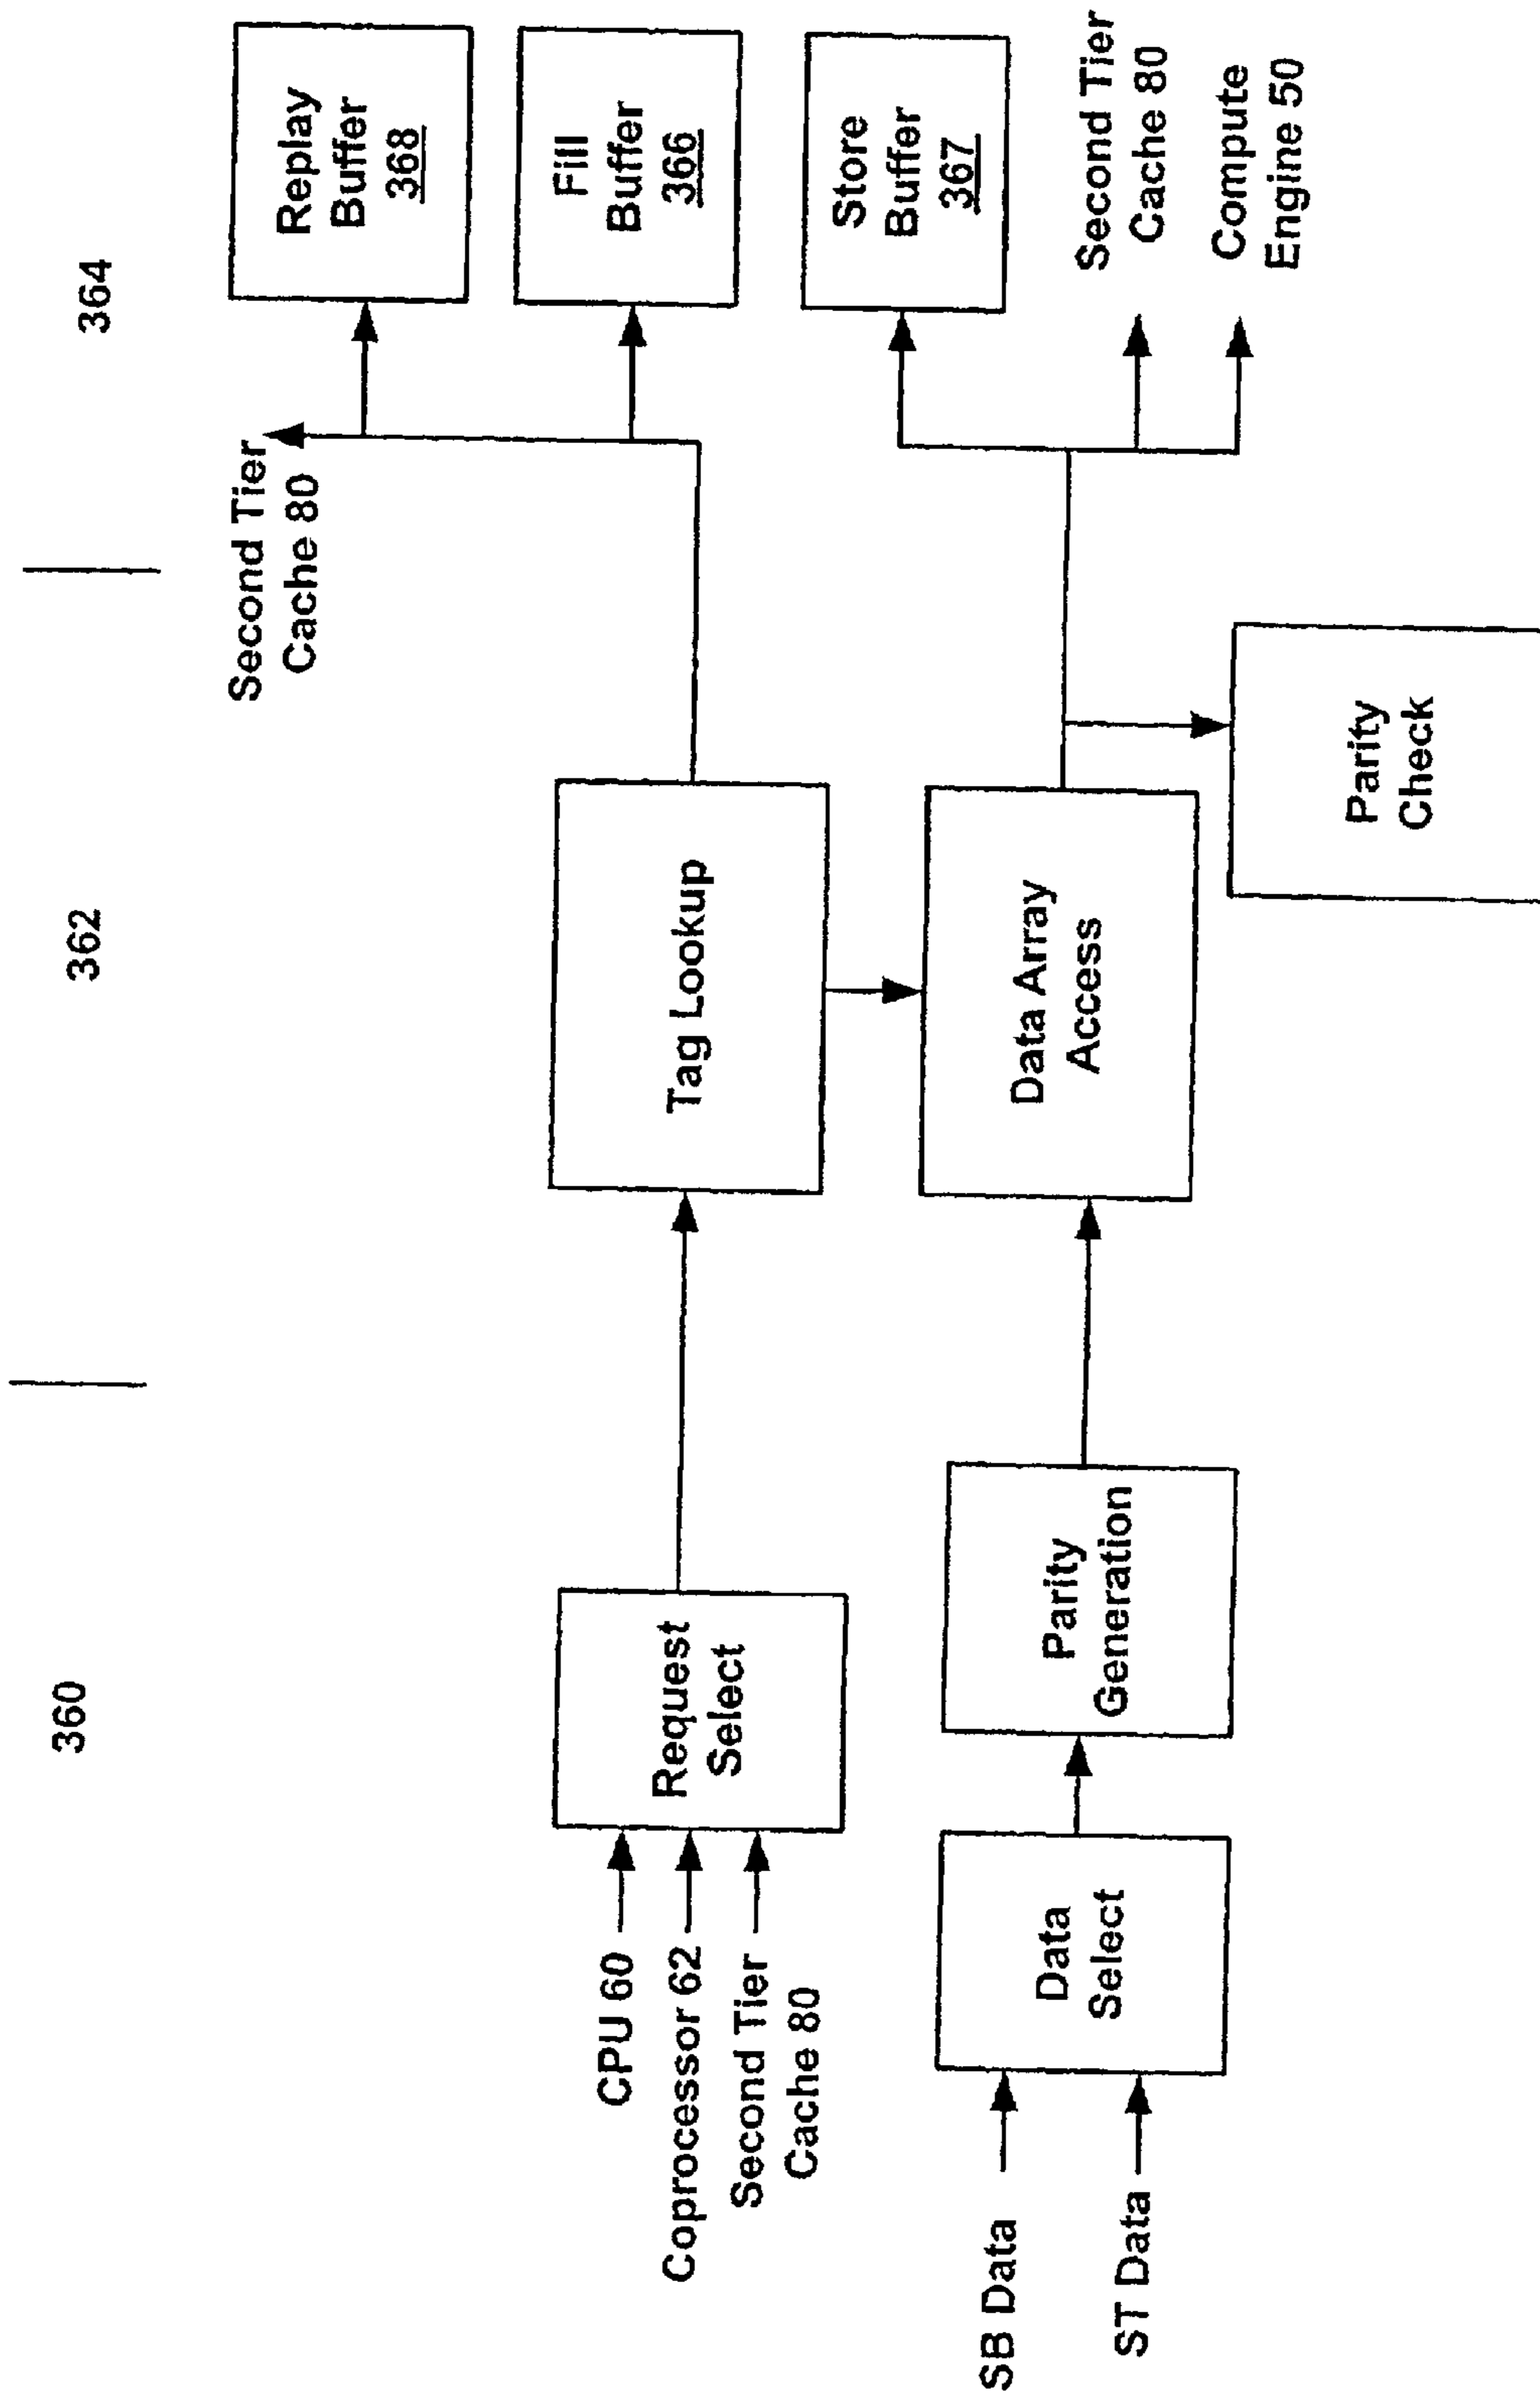 360
362
364
CPU 60
Coprocessor 62
Second Tier
Cache 80
Request
Select
Tag Lookup
Second Tier
Cache 80
Replay
Buffer
368
Fill
Buffer
366
SB Data
ST Data
Data
Select
Parity
Generation
Data Array
Access
Parity
Check
Store
Buffer
367
Second Tier
Cache 80
Compute
Engine 50